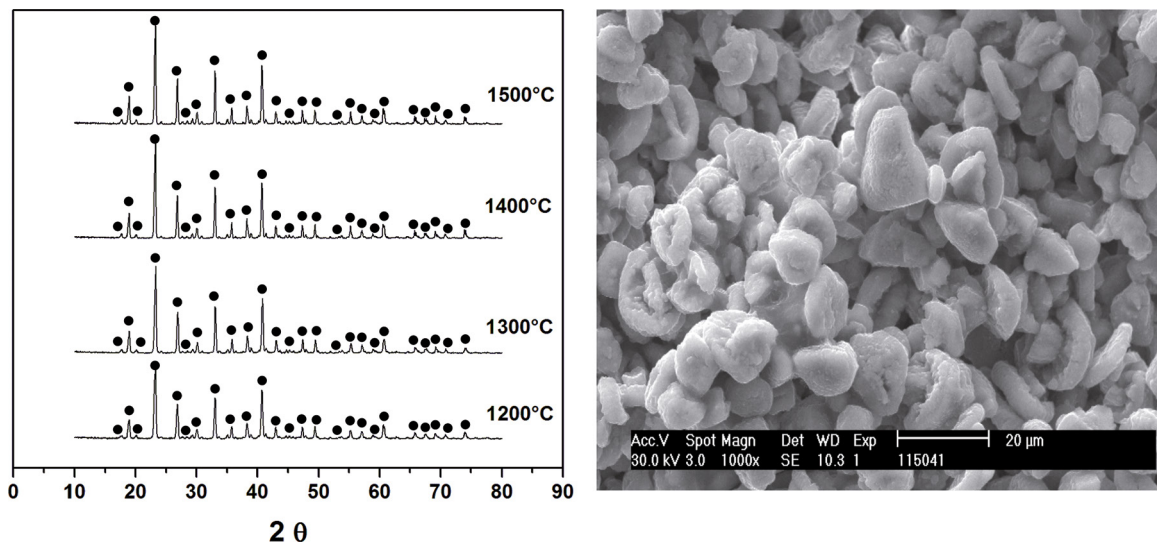 1500°C
1400°C
1300°C
1200°C
0 10 20 30 40 50 60 70 80 90
2 θ
Acc.V Spot Magn Det WD Exp 20 µm
30.0 kV 3.0 1000x SE 10.3 1 115041